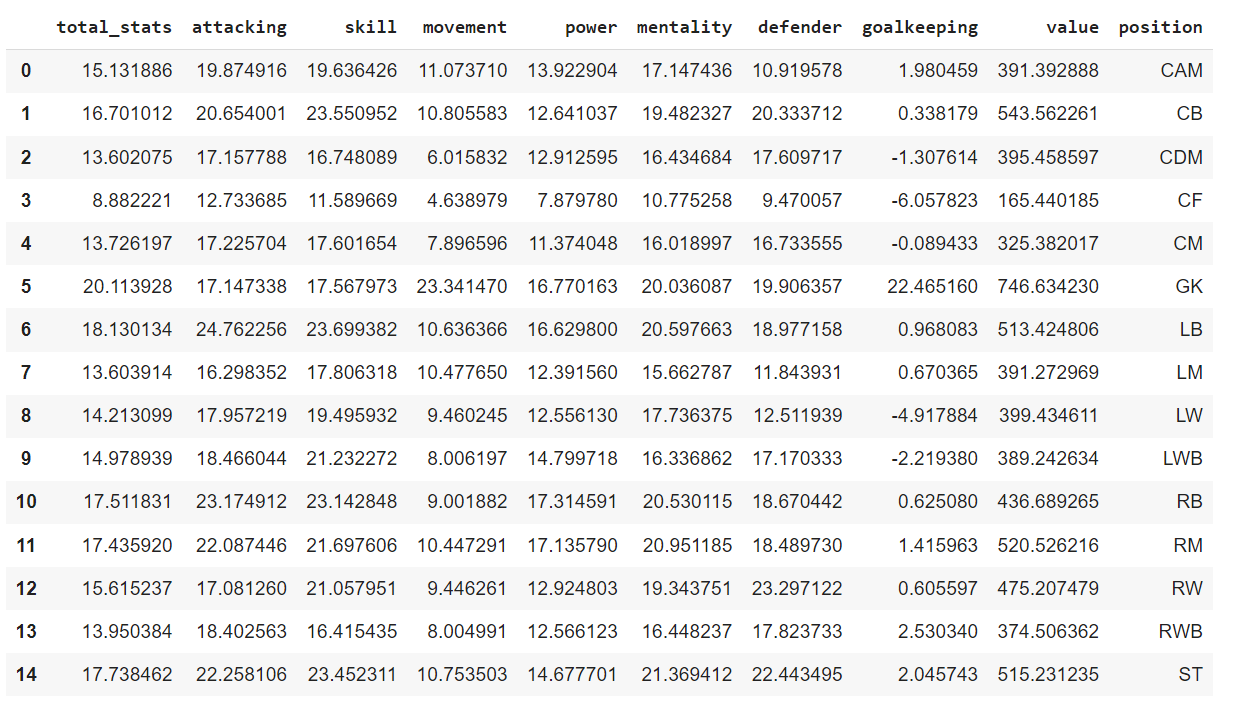 total_stats attacking skill movement power mentality defender goalkeeping value position
0 15.131886 19.874916 19.636426 11.073710 13.922904 17.147436 10.919578 1.980459 391.392888 CAM
1 16.701012 20.654001 23.550952 10.805583 12.641037 19.482327 20.333712 0.338179 543.562261 CB
2 13.602075 17.157788 16.748089 6.015832 12.912595 16.434684 17.609717 -1.307614 395.458597 CDM
3 8.882221 12.733685 11.589669 4.638979 7.879780 10.775258 9.470057 -6.057823 165.440185 CF
4 13.726197 17.225704 17.601654 7.896596 11.374048 16.018997 16.733555 -0.089433 325.382017 CM
5 20.113928 17.147338 17.567973 23.341470 16.770163 20.036087 19.906357 22.465160 746.634230 GK
6 18.130134 24.762256 23.699382 10.636366 16.629800 20.597663 18.977158 0.968083 513.424806 LB
7 13.603914 16.298352 17.806318 10.477650 12.391560 15.662787 11.843931 0.670365 391.272969 LM
8 14.213099 17.957219 19.495932 9.460245 12.556130 17.736375 12.511939 -4.917884 399.434611 LW
9 14.978939 18.466044 21.232272 8.006197 14.799718 16.336862 17.170333 -2.219380 389.242634 LWB
10 17.511831 23.174912 23.142848 9.001882 17.314591 20.530115 18.670442 0.625080 436.689265 RB
11 17.435920 22.087446 21.697606 10.447291 17.135790 20.951185 18.489730 1.415963 520.526216 RM
12 15.615237 17.081260 21.057951 9.446261 12.924803 19.343751 23.297122 0.605597 475.207479 RW
13 13.950384 18.402563 16.415435 8.004991 12.566123 16.448237 17.823733 2.530340 374.506362 RWB
14 17.738462 22.258106 23.452311 10.753503 14.677701 21.369412 22.443495 2.045743 515.231235 ST